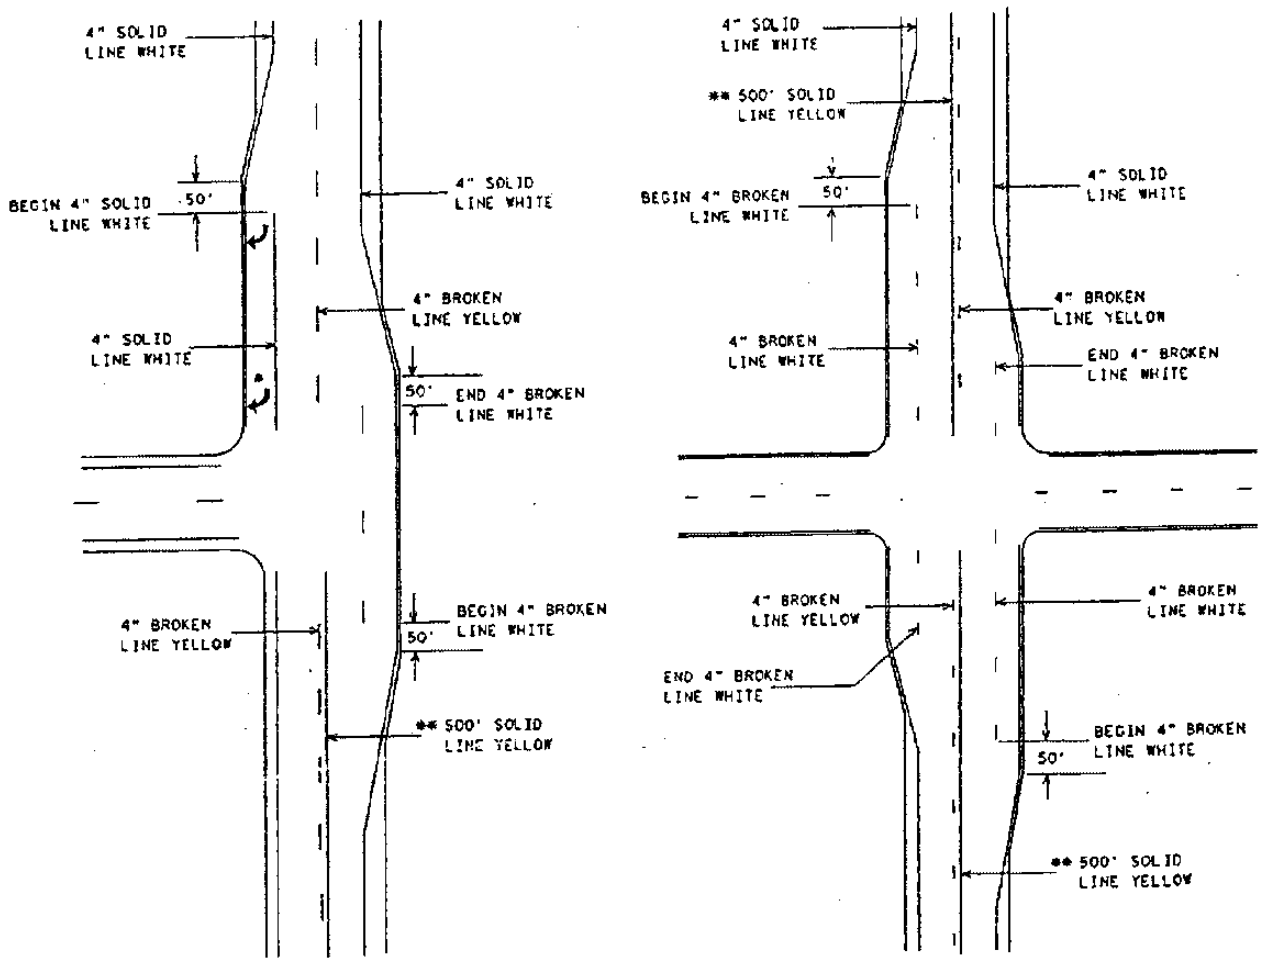 4" SOLID
LINE WHITE
BEGIN 4" SOLID
LINE WHITE
50'
4" SOLID
LINE WHITE
4" BROKEN
LINE YELLOW
4" SOLID
LINE WHITE
*
50'
END 4" BROKEN
LINE WHITE
4" BROKEN
LINE YELLOW
BEGIN 4" BROKEN
LINE WHITE
50'
** 500' SOLID
LINE YELLOW
4" SOLID
LINE WHITE
** 500' SOLID
LINE YELLOW
BEGIN 4" BROKEN
LINE WHITE
50'
4" SOLID
LINE WHITE
4" BROKEN
LINE YELLOW
4" BROKEN
LINE WHITE
END 4" BROKEN
LINE WHITE
4" BROKEN
LINE YELLOW
4" BROKEN
LINE WHITE
END 4" BROKEN
LINE WHITE
BEGIN 4" BROKEN
LINE WHITE
50'
** 500' SOLID
LINE YELLOW